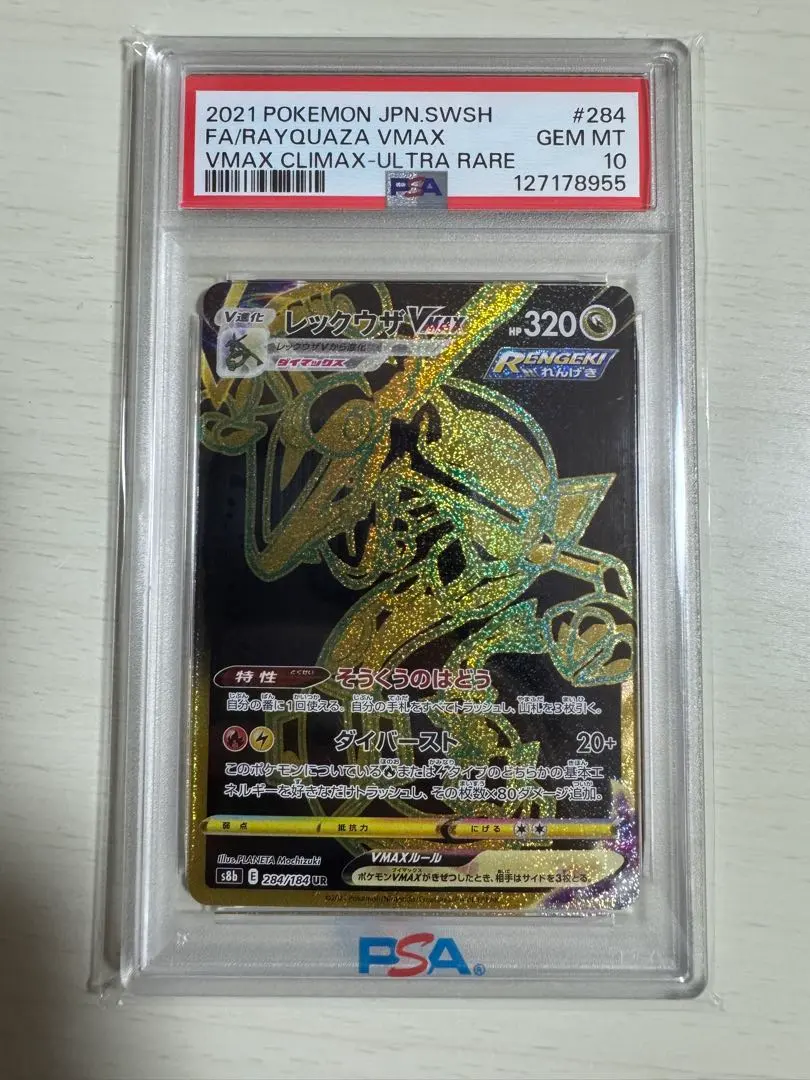 2021 POKEMON JPN.SWSH #284
FA/RAYQUAZA VMAX GEM MT
VMAX CLIMAX-ULTRA RARE 10
PSA 127178955
V進化 レックウザVMAX HP 320
レックウザVから進化
ダイマックス
RENGEKI
れんげき
特性 とくせい そうくうのはどう
自分の番に1回使える。自分の手札をすべてトラッシュし、山札を3枚引く。
ダイバースト 20+
このポケモンについている または タイプのどちらかの基本エ
ネルギーを好きなだけトラッシュし、その枚数×80ダメージ追加。
弱点 抵抗力 にげる
Illus.PLANETA Mochizuki VMAXルール
s8b E 284/184 UR ポケモンVMAXがきぜつしたとき、相手はサイドを3枚とる。
PSA®